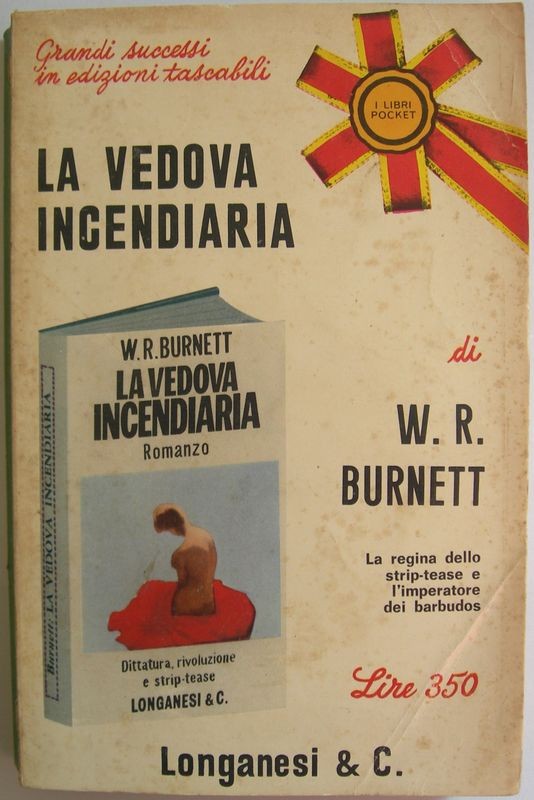 Grandi successi
in edizioni tascabili
I LIBRI
POCKET
LA VEDOVA
INCENDIARIA
W.R.BURNETT
LA VEDOVA
INCENDIARIA
Romanzo
Burnett: LA VEDOVA INCENDIARIA
Dittatura, rivoluzione
e strip-tease
LONGANESI & C.
di
W. R.
BURNETT
La regina dello
strip-tease e
l'imperatore
dei barbudos
Lire 350
Longanesi & C.